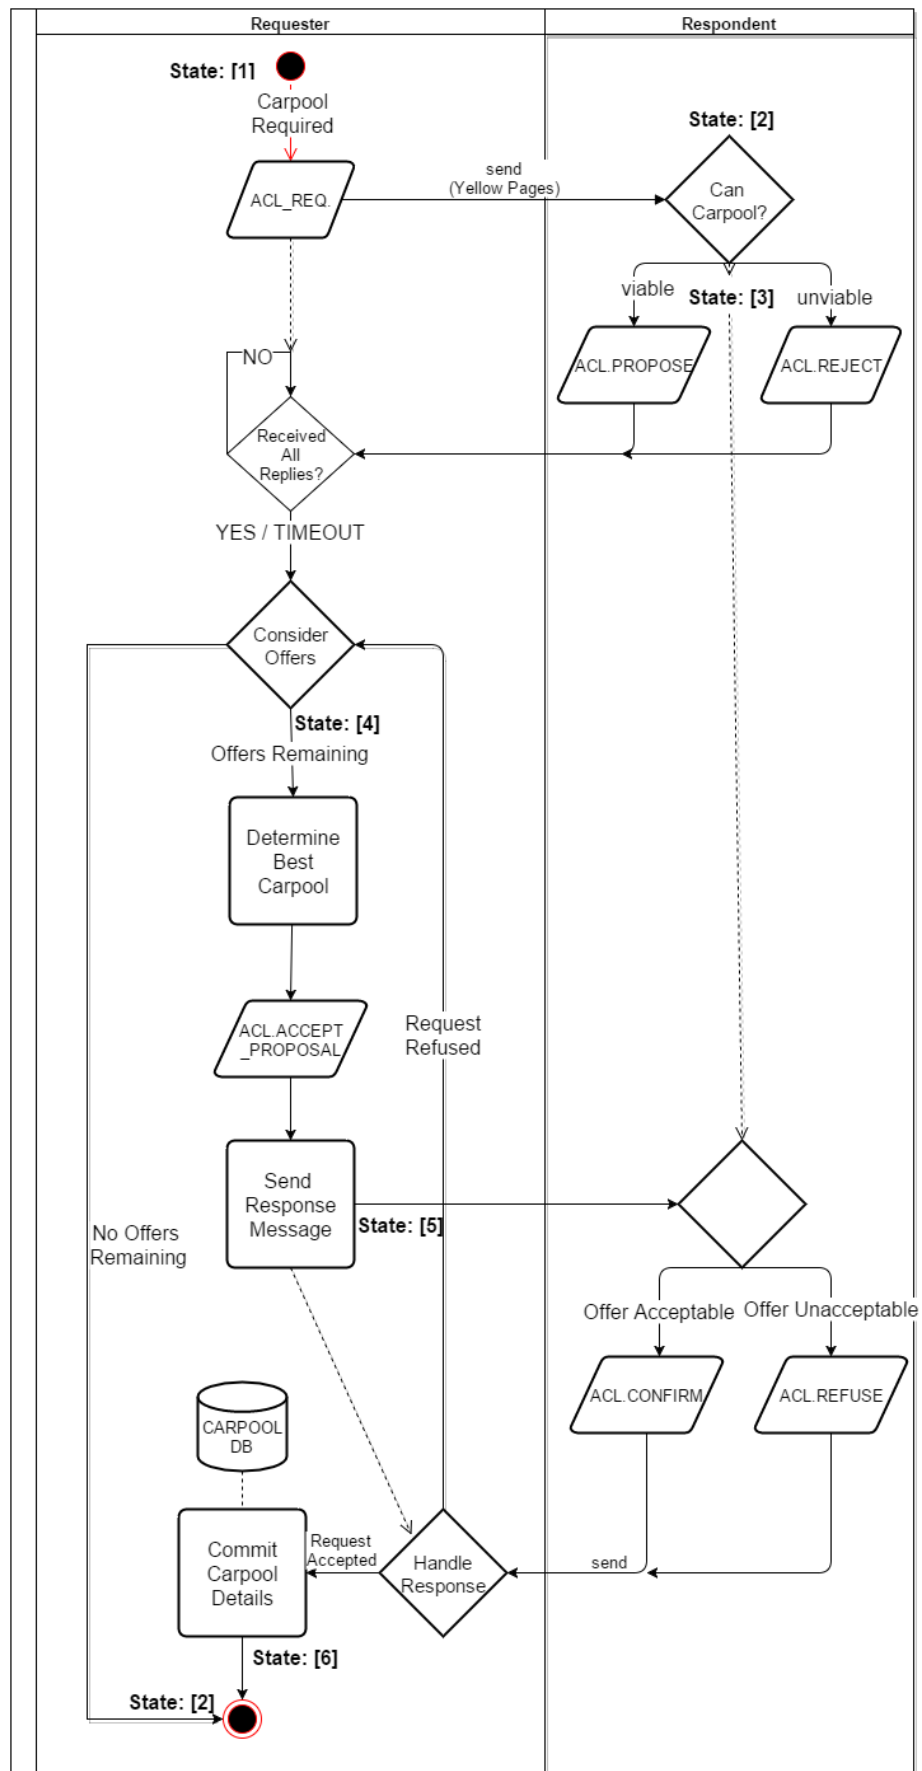 Requester
Respondent
State: [1]
Carpool
Required
State: [2]
send
(Yellow Pages)
ACL_REQ.
Can
Carpool?
viable
State: [3]
unviable
NO
ACL.PROPOSE
ACL.REJECT
Received
All
Replies?
YES / TIMEOUT
Consider
Offers
State: [4]
Offers Remaining
Determine
Best
Carpool
ACL.ACCEPT
_PROPOSAL
Request
Refused
Send
Response
Message
State: [5]
No Offers
Remaining
Offer Acceptable
Offer Unacceptable
ACL.CONFIRM
ACL.REFUSE
CARPOOL
DB
Commit
Carpool
Details
Request
Accepted
Handle
Response
send
State: [6]
State: [2]